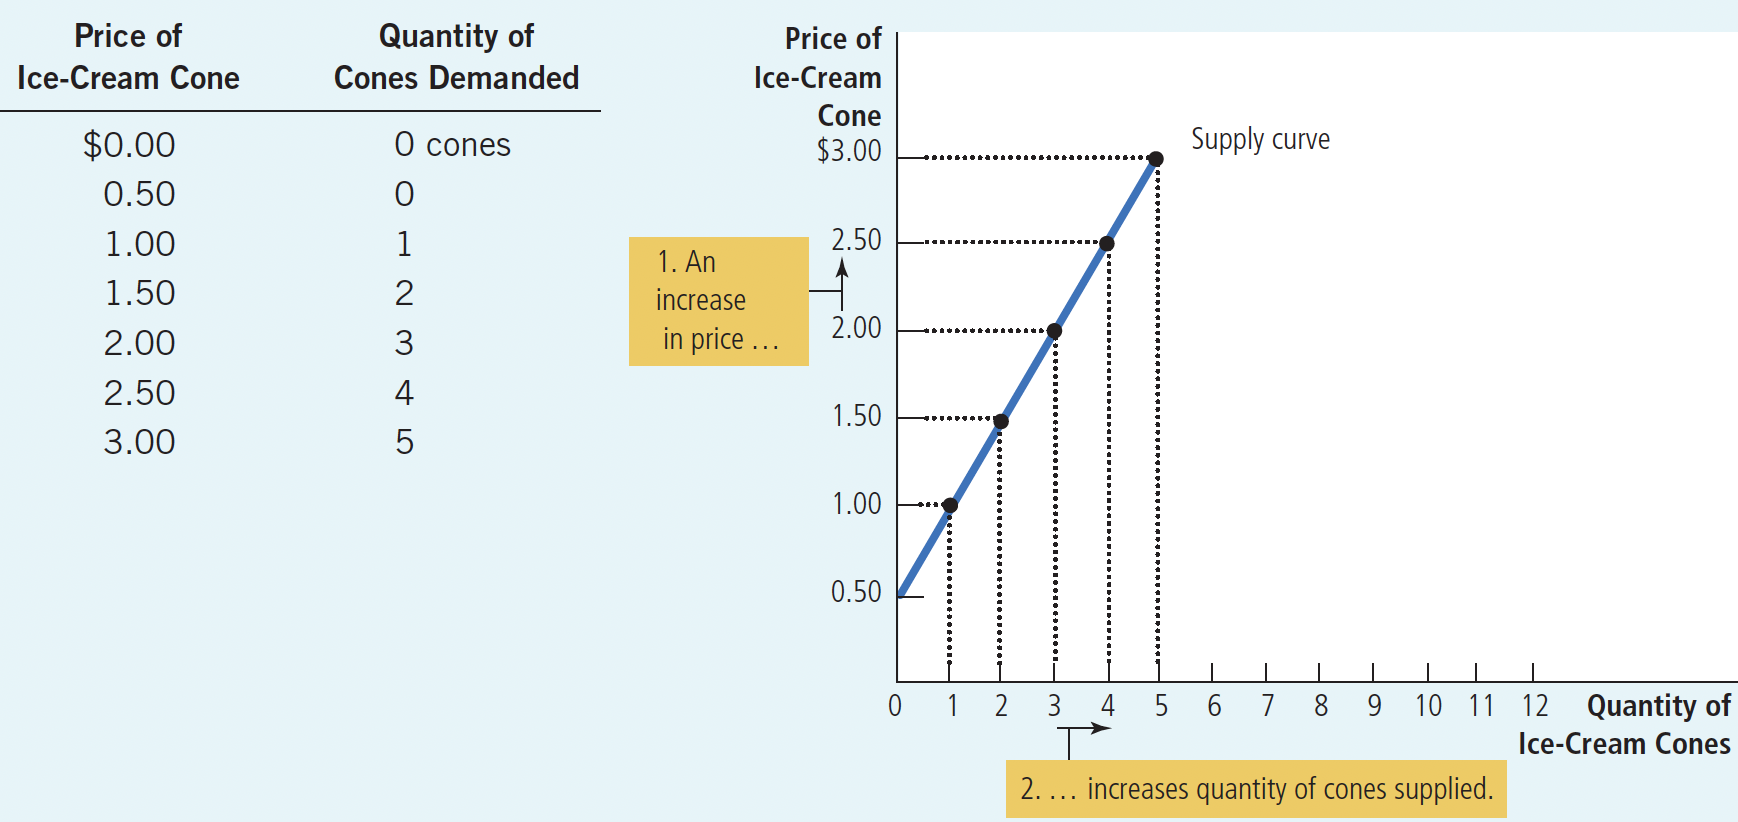 Price of
Ice-Cream Cone
Quantity of
Cones Demanded
$0.00 0 cones
0.50 0
1.00 1
1.50 2
2.00 3
2.50 4
3.00 5
Price of
Ice-Cream
Cone
$3.00
2.50
2.00
1.50
1.00
0.50
Supply curve
1. An
increase
in price ...
0 1 2 3 4 5 6 7 8 9 10 11 12
Quantity of
Ice-Cream Cones
2. ... increases quantity of cones supplied.